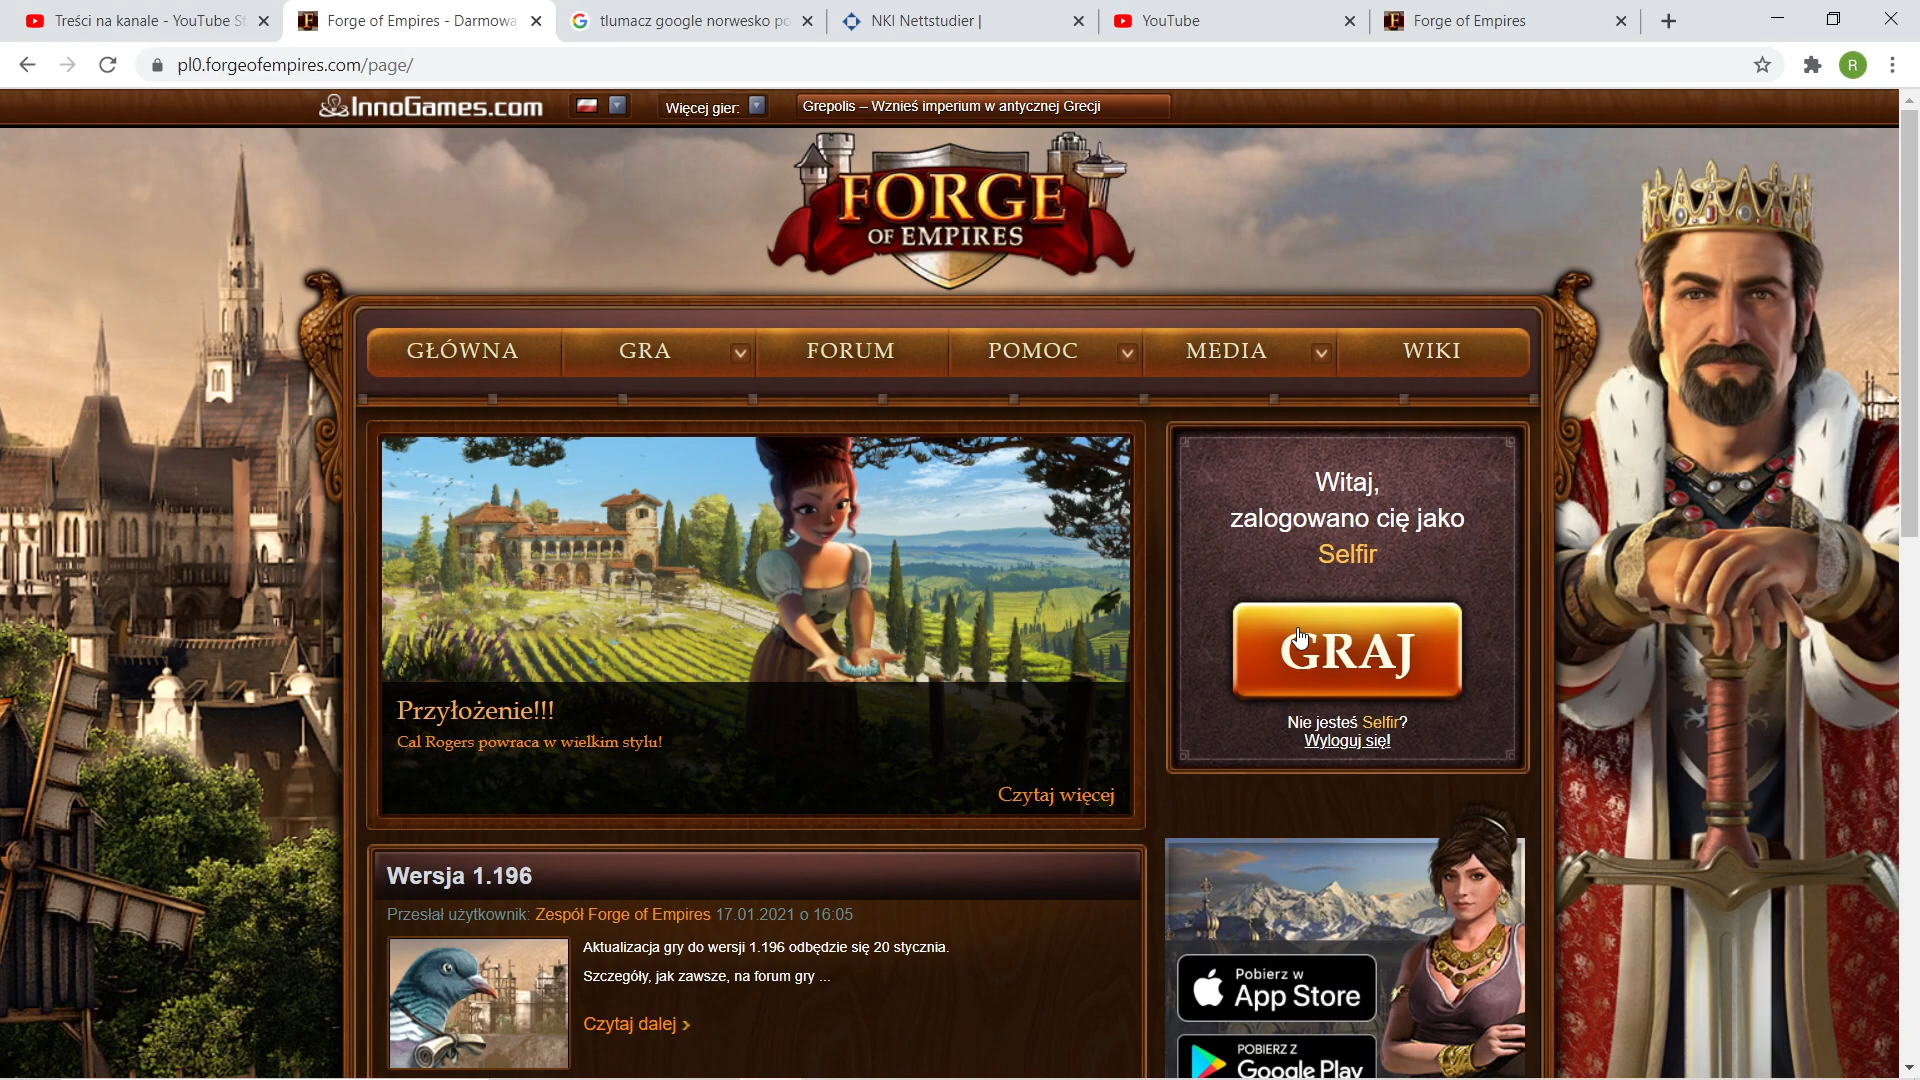 Treści na kanale - YouTube St
Forge of Empires - Darmowa
tlumacz google norwesko po
NKI Nettstudier |
YouTube
Forge of Empires
pl0.forgeofempires.com/page/
R
InnoGames.com
Więcej gier:
Grepolis – Wznieś imperium w antycznej Grecji
FORGE
OF EMPIRES
GŁÓWNA
GRA
FORUM
POMOC
MEDIA
WIKI
Witaj,
zalogowano cię jako
Selfir
GRAJ
Nie jesteś Selfir?
Wyloguj się!
Przyłożenie!!!
Cal Rogers powraca w wielkim stylu!
Czytaj więcej
Wersja 1.196
Przesłał użytkownik: Zespół Forge of Empires 17.01.2021 o 16:05
Aktualizacja gry do wersji 1.196 odbędzie się 20 stycznia.
Szczegóły, jak zawsze, na forum gry ...
Czytaj dalej ›
Pobierz w
App Store
POBIERZ Z
Google Play